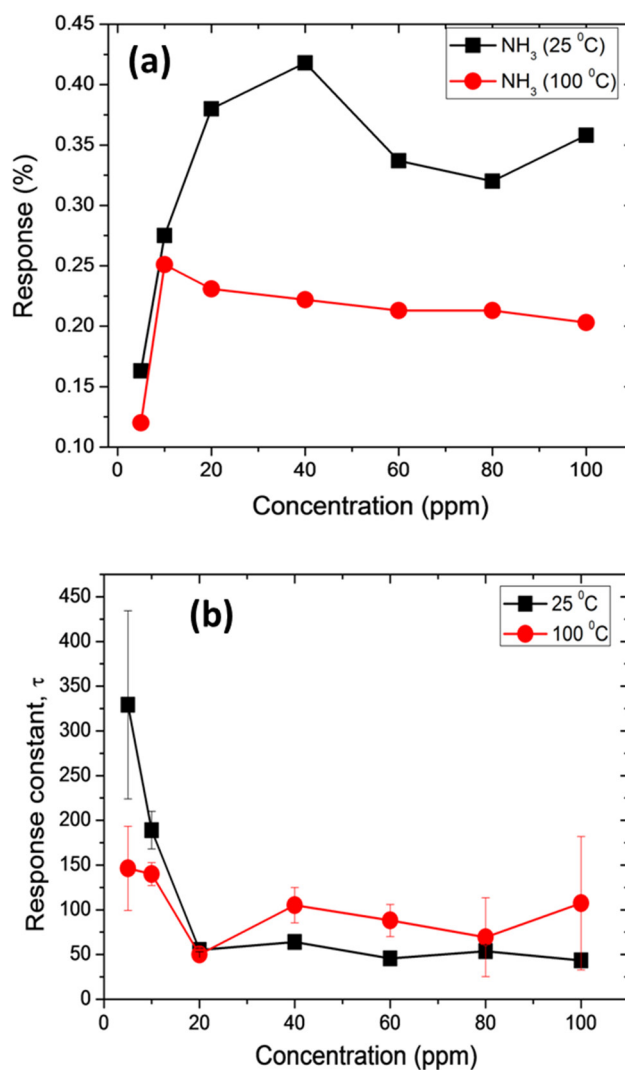 (a)
NH3 (25 0C)
NH3 (100 0C)
Response (%)
0.45
0.40
0.35
0.30
0.25
0.20
0.15
0.10
0 20 40 60 80 100
Concentration (ppm)
(b)
25 0C
100 0C
Response constant, τ
450
400
350
300
250
200
150
100
50
0
0 20 40 60 80 100
Concentration (ppm)